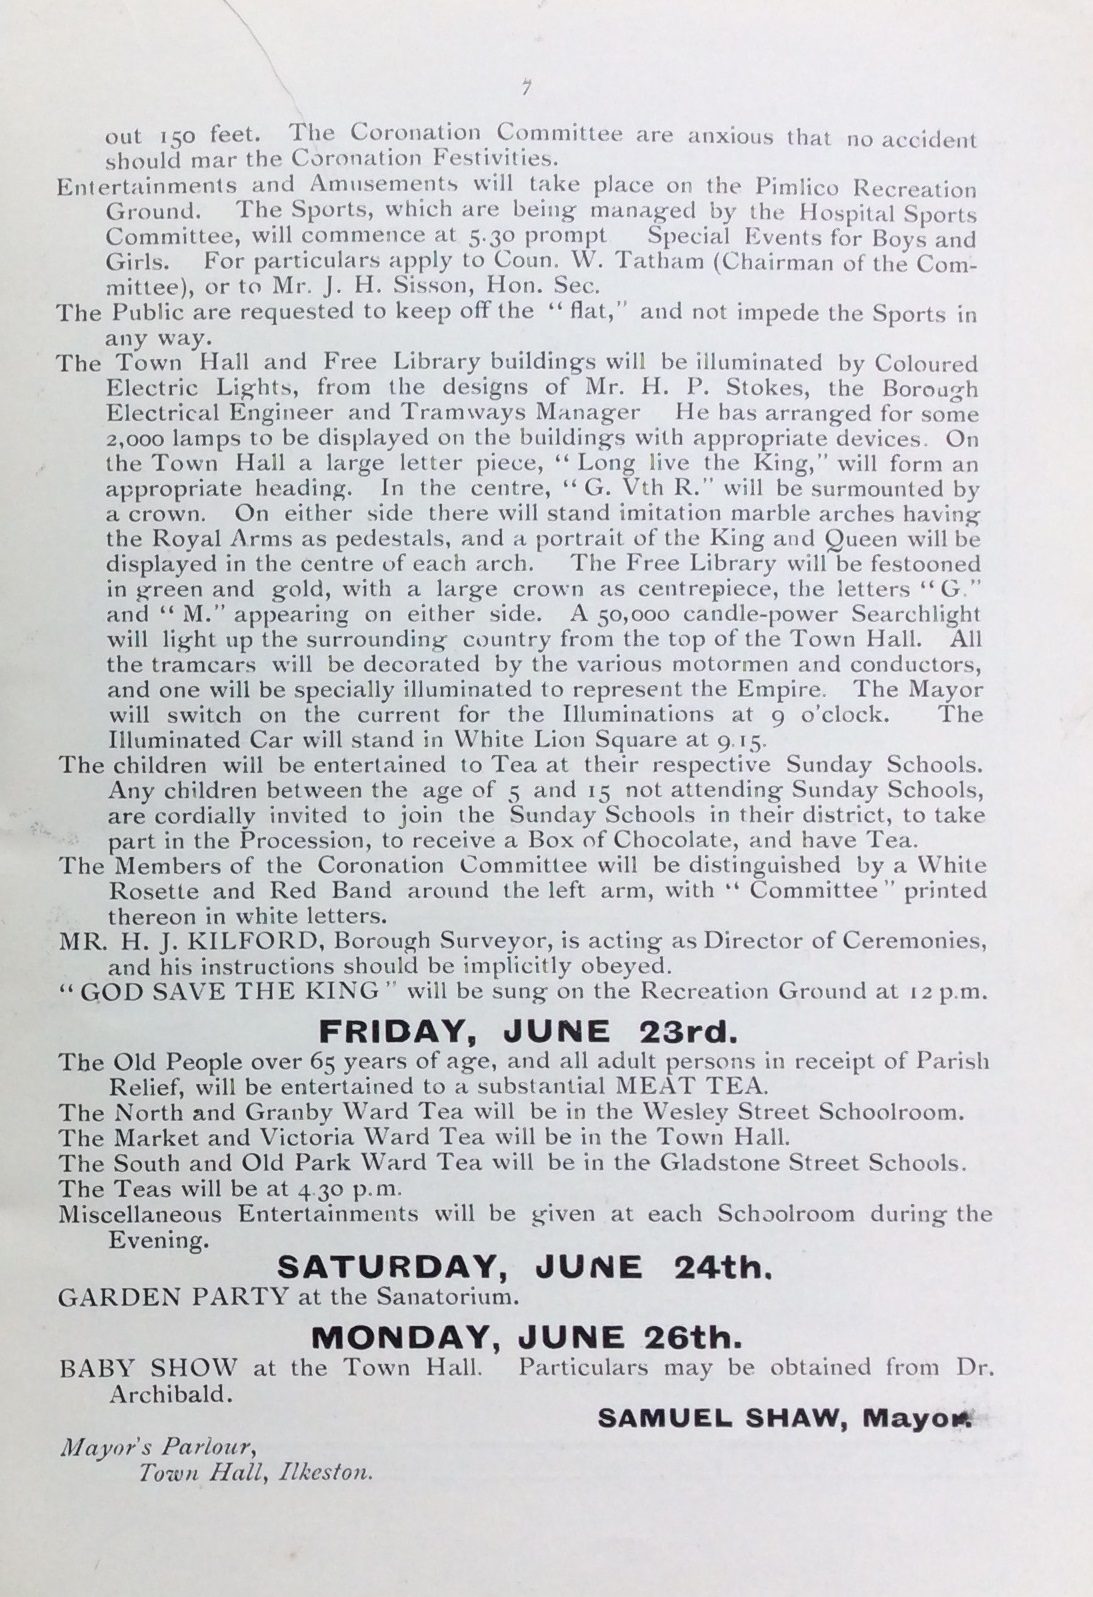 7
out 150 feet. The Coronation Committee are anxious that no accident
should mar the Coronation Festivities.
Entertainments and Amusements will take place on the Pimlico Recreation
Ground. The Sports, which are being managed by the Hospital Sports
Committee, will commence at 5.30 prompt Special Events for Boys and
Girls. For particulars apply to Coun. W. Tatham (Chairman of the Com-
mittee), or to Mr. J. H. Sisson, Hon. Sec.
The Public are requested to keep off the "flat," and not impede the Sports in
any way.
The Town Hall and Free Library buildings will be illuminated by Coloured
Electric Lights, from the designs of Mr. H. P. Stokes, the Borough
Electrical Engineer and Tramways Manager He has arranged for some
2,000 lamps to be displayed on the buildings with appropriate devices. On
the Town Hall a large letter piece, "Long live the King," will form an
appropriate heading. In the centre, "G. Vth R." will be surmounted by
a crown. On either side there will stand imitation marble arches having
the Royal Arms as pedestals, and a portrait of the King and Queen will be
displayed in the centre of each arch. The Free Library will be festooned
in green and gold, with a large crown as centrepiece, the letters "G."
and "M." appearing on either side. A 50,000 candle-power Searchlight
will light up the surrounding country from the top of the Town Hall. All
the tramcars will be decorated by the various motormen and conductors,
and one will be specially illuminated to represent the Empire. The Mayor
will switch on the current for the Illuminations at 9 o'clock. The
Illuminated Car will stand in White Lion Square at 9.15.
The children will be entertained to Tea at their respective Sunday Schools.
Any children between the age of 5 and 15 not attending Sunday Schools,
are cordially invited to join the Sunday Schools in their district, to take
part in the Procession, to receive a Box of Chocolate, and have Tea.
The Members of the Coronation Committee will be distinguished by a White
Rosette and Red Band around the left arm, with "Committee" printed
thereon in white letters.
MR. H. J. KILFORD, Borough Surveyor, is acting as Director of Ceremonies,
and his instructions should be implicitly obeyed.
"GOD SAVE THE KING" will be sung on the Recreation Ground at 12 p.m.
FRIDAY, JUNE 23rd.
The Old People over 65 years of age, and all adult persons in receipt of Parish
Relief, will be entertained to a substantial MEAT TEA.
The North and Granby Ward Tea will be in the Wesley Street Schoolroom.
The Market and Victoria Ward Tea will be in the Town Hall.
The South and Old Park Ward Tea will be in the Gladstone Street Schools.
The Teas will be at 4.30 p.m.
Miscellaneous Entertainments will be given at each Schoolroom during the
Evening.
SATURDAY, JUNE 24th.
GARDEN PARTY at the Sanatorium.
MONDAY, JUNE 26th.
BABY SHOW at the Town Hall. Particulars may be obtained from Dr.
Archibald.
SAMUEL SHAW, Mayor.
Mayor's Parlour,
Town Hall, Ilkeston.